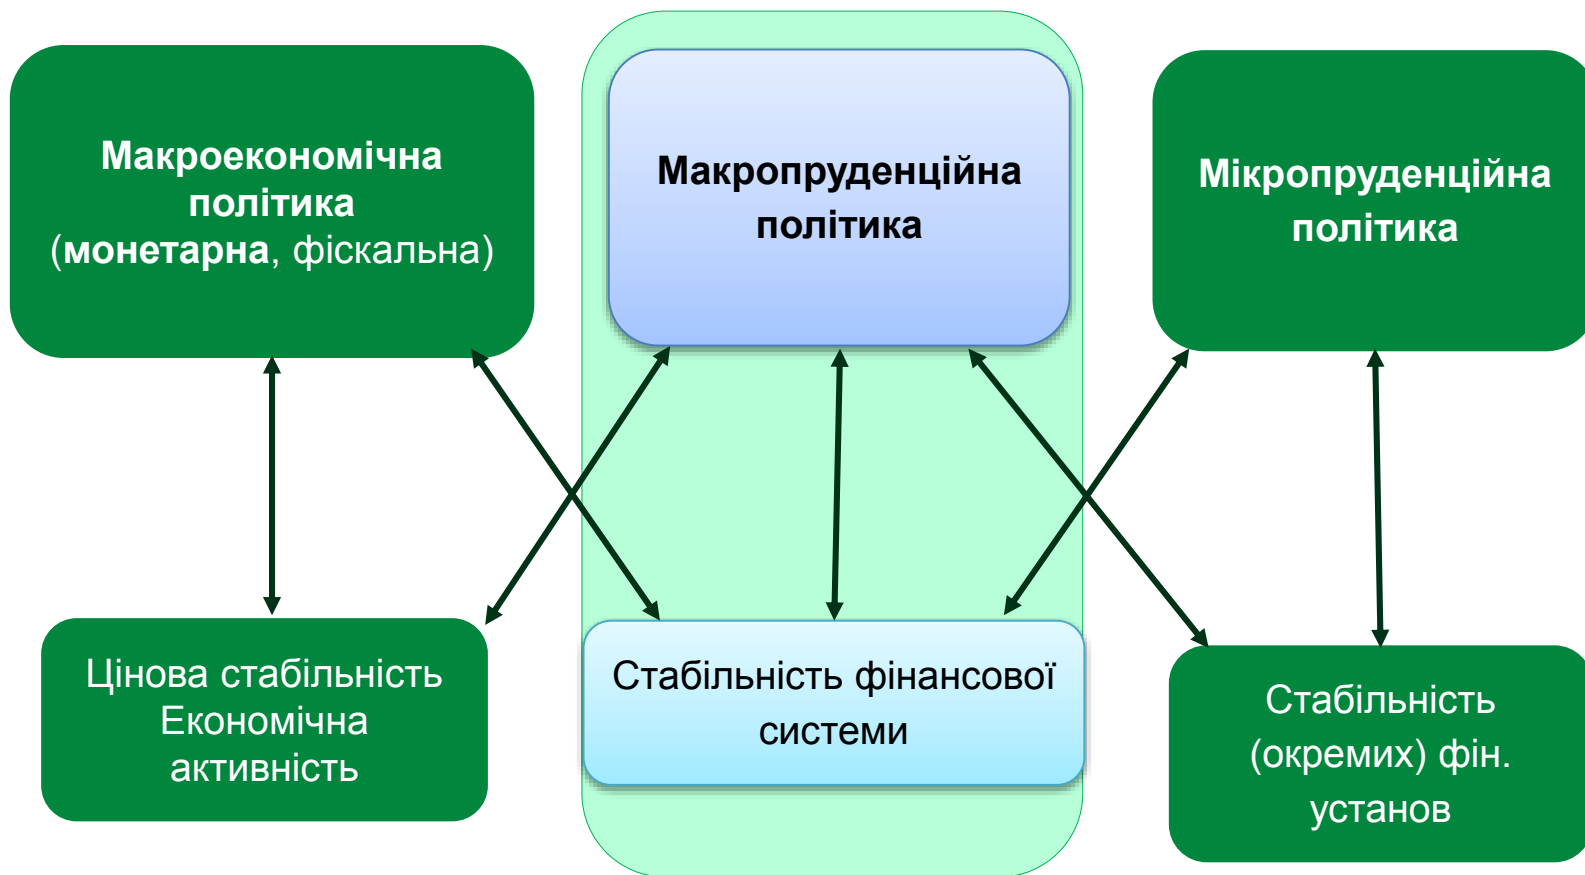 Макроекономічна
політика
(монетарна, фіскальна)
Макропруденційна
політика
Мікропруденційна
політика
Цінова стабільність
Економічна
активність
Стабільність фінансової
системи
Стабільність
(окремих) фін.
установ